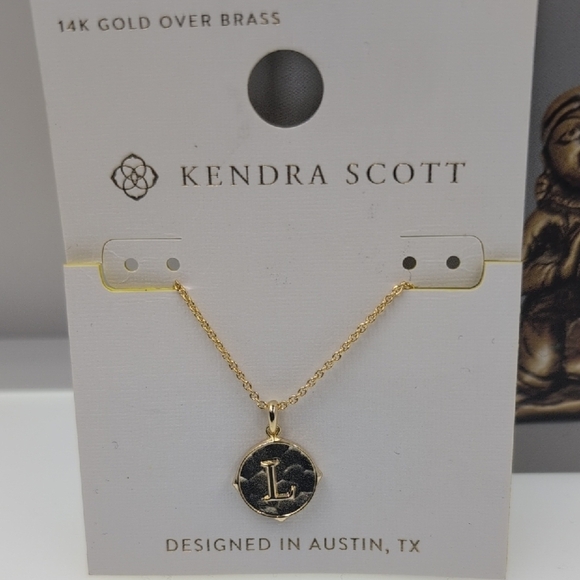 14K GOLD OVER BRASS
KENDRA SCOTT
L
DESIGNED IN AUSTIN, TX